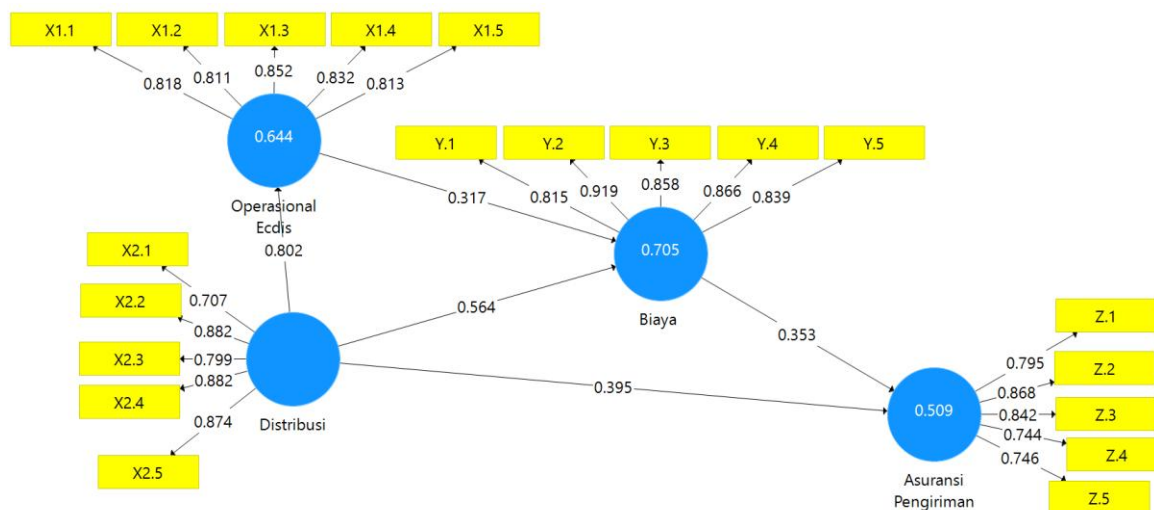 X1.1 X1.2 X1.3 X1.4 X1.5
0.818 0.811 0.852 0.832 0.813
0.644
Operasional
Ecdis
Y.1 Y.2 Y.3 Y.4 Y.5
0.815 0.919 0.858 0.866 0.839
0.317
0.705
Biaya
0.802
X2.1
X2.2
X2.3
X2.4
X2.5
0.707
0.882
0.799
0.882
0.874
Distribusi
0.564
0.395
0.353
0.509
Asuransi
Pengiriman
0.795
0.868
0.842
0.744
0.746
Z.1
Z.2
Z.3
Z.4
Z.5